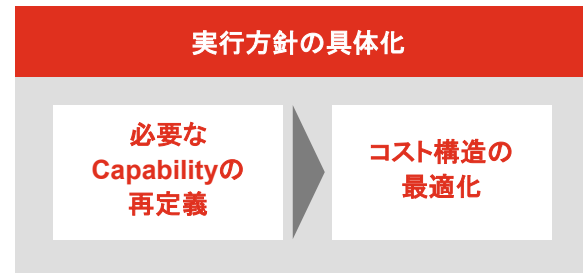 実行方針の具体化
必要な
Capabilityの
再定義
コスト構造の
最適化